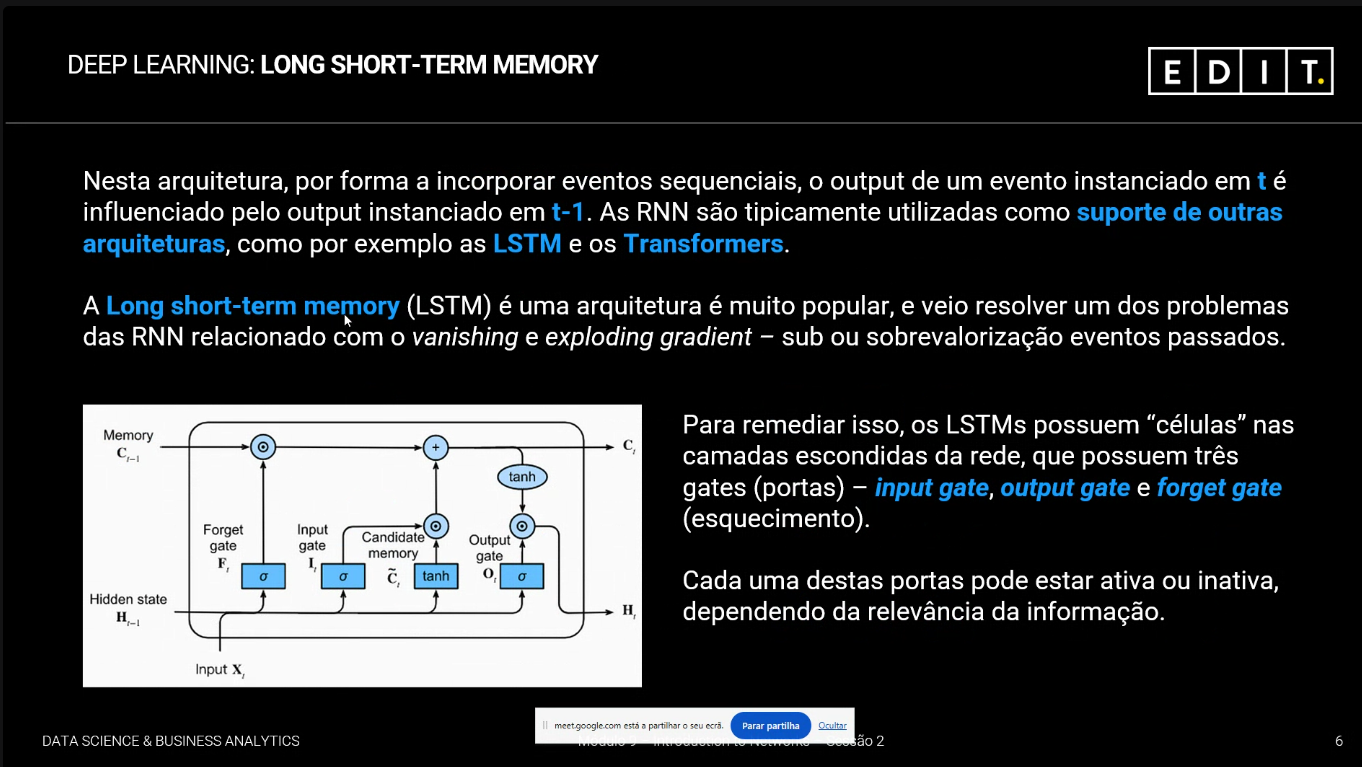 DEEP LEARNING: LONG SHORT-TERM MEMORY
E D I T.
Nesta arquitetura, por forma a incorporar eventos sequenciais, o output de um evento instanciado em t é
influenciado pelo output instanciado em t-1. As RNN são tipicamente utilizadas como suporte de outras
arquiteturas, como por exemplo as LSTM e os Transformers.
A Long short-term memory (LSTM) é uma arquitetura é muito popular, e veio resolver um dos problemas
das RNN relacionado com o vanishing e exploding gradient – sub ou sobrevalorização eventos passados.
Memory
C_{t−1}
+
C_t
tanh
Forget
gate
F_t
σ
Input
gate
I_t
σ
Candidate
memory
C̃_t
tanh
Output
gate
O_t
σ
Hidden state
H_{t−1}
H_t
Input X_t
Para remediar isso, os LSTMs possuem “células” nas
camadas escondidas da rede, que possuem três
gates (portas) – input gate, output gate e forget gate
(esquecimento).
Cada uma destas portas pode estar ativa ou inativa,
dependendo da relevância da informação.
meet.google.com está a partilhar o seu ecrã. Parar partilha Ocultar
DATA SCIENCE & BUSINESS ANALYTICS
2
6